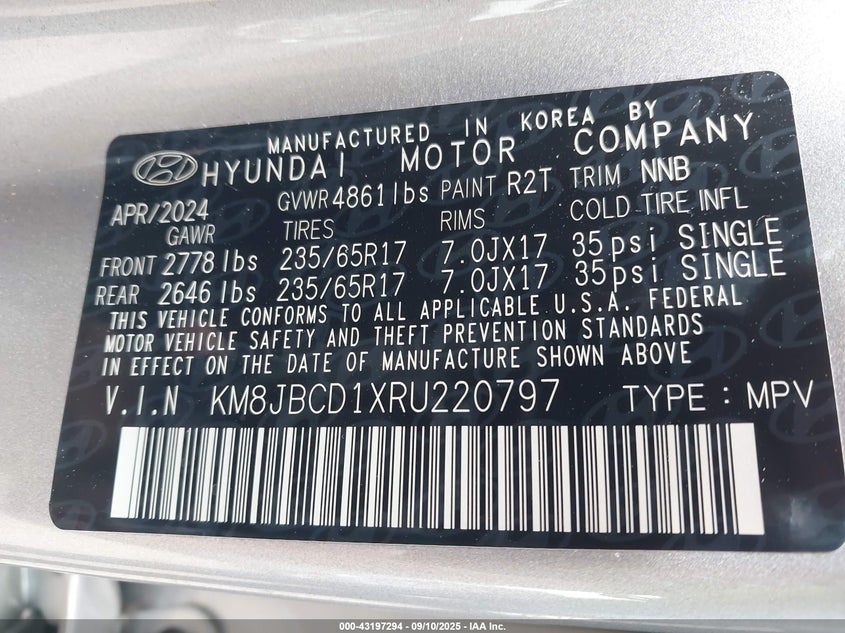 MANUFACTURED IN KOREA BY
HYUNDAI MOTOR COMPANY
APR/2024 GVWR 4861lbs PAINT R2T TRIM NNB
GAWR TIRES RIMS COLD TIRE INFL
FRONT 2778 lbs 235/65R17 7.0JX17 35psi SINGLE
REAR 2646 lbs 235/65R17 7.0JX17 35psi SINGLE
THIS VEHICLE CONFORMS TO ALL APPLICABLE U.S.A. FEDERAL
MOTOR VEHICLE SAFETY AND THEFT PREVENTION STANDARDS
IN EFFECT ON THE DATE OF MANUFACTURE SHOWN ABOVE
V.I.N KM8JBCD1XRU220797 TYPE : MPV
000-43197294 - 09/10/2025 - IAA Inc.